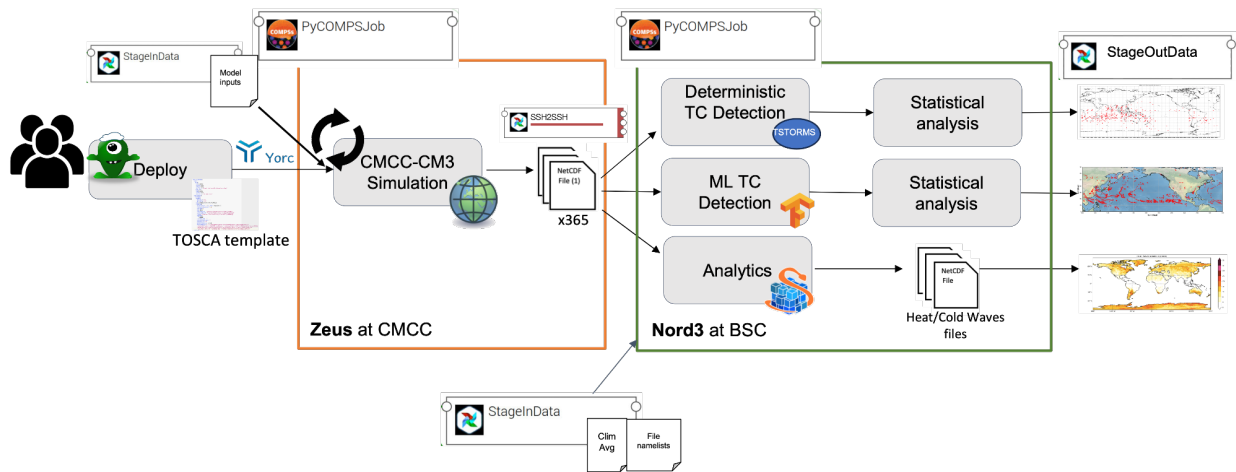 PyCOMPSJob
COMPSs
StageInData
Model
inputs
Deploy
Yorc
TOSCA template
CMCC-CM3
Simulation
SSH2SSH
NetCDF
File (1)
x365
Zeus at CMCC
PyCOMPSJob
COMPSs
Deterministic
TC Detection
TSTORMS
Statistical
analysis
ML TC
Detection
Statistical
analysis
Analytics
NetCDF
File
Heat/Cold Waves
files
Nord3 at BSC
StageOutData
StageInData
Clim
Avg
File
namelists